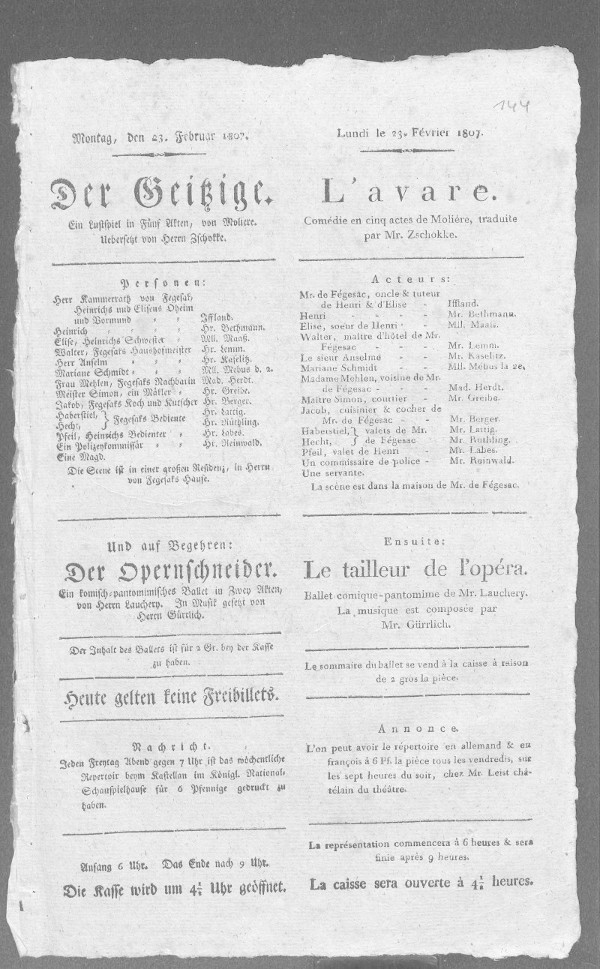 144
Montag, den 23. Februar 1807.
Der Geitzige.
Ein Lustspiel in Fünf Akten, von Moliere.
Uebersetzt von Herrn Zschokke.
Personen:
Herr Kammerrath von Fegesak,
Heinrichs und Elisens Oheim
und Vormund Iffland.
Heinrich Hr. Bethmann.
Elise, Heinrichs Schwester Mll. Maaß.
Walter, Fegesaks Haushofmeister Hr. Lemm.
Herr Anselm Hr. Kaselitz.
Mariane Schmidt Mll. Mebus d. 2.
Frau Mehlen, Fegesaks Nachbarin Mad. Herdt.
Meister Simon, ein Mäkler Hr. Greibe.
Jakob, Fegesaks Koch und Kutscher Hr. Berger.
Haberstiel, } Fegesaks Bediente Hr. Lattig.
Hecht, Hr. Büthling.
Pfeil, Heinrichs Bedienter Hr. Labes.
Ein Polizeykommissär Hr. Reinwald.
Eine Magd.
Die Scene ist in einer großen Residenz, in Herrn
von Fegesaks Hause.
Und auf Begehren:
Der Opernschneider.
Ein komisch-pantomimisches Ballet in Zwey Akten,
von Herrn Lauchery. In Musik gesetzt von
Herrn Gürrlich.
Der Inhalt des Ballets ist für 2 Gr. bey der Kasse
zu haben.
Heute gelten keine Freibillets.
Nachricht.
Jeden Freytag Abend gegen 7 Uhr ist das wöchentliche
Repertoir beym Kastellan im Königl. National-
Schauspielhause für 6 Pfennige gedruckt zu
haben.
Anfang 6 Uhr. Das Ende nach 9 Uhr.
Die Kasse wird um 4½ Uhr geöffnet.
Lundi le 23. Février 1807.
L'avare.
Comédie en cinq actes de Molière, traduite
par Mr. Zschokke.
Acteurs:
Mr. de Fégesac, oncle & tuteur
de Henri & d'Elise - - Iffland.
Henri - - - - Mr. Bethmann.
Elise, soeur de Henri - - Mll. Maaß.
Walter, maître d'hôtel de Mr.
Fégesac - - - Mr. Lemm.
Le sieur Anselme - - Mr. Kaselitz.
Mariane Schmidt - - Mll. Mebus la 2e,
Madame Mehlen, voisine de Mr.
de Fégesac - - - Mad. Herdt.
Maître Simon, courtier - Mr. Greibe.
Jacob, cuisinier & cocher de
Mr. de Fégesac - - Mr. Berger.
Haberstiel, } valets de Mr. Mr. Lattig.
Hecht, de Fégesac - Mr. Büthling.
Pfeil, valet de Henri - Mr. Labes.
Un commissaire de police - Mr. Reinwald.
Une servante.
La scène est dans la maison de Mr. de Fégesac.
Ensuite:
Le tailleur de l'opéra.
Ballet comique-pantomime de Mr. Lauchery.
La musique est composée par
Mr. Gürrlich.
Le sommaire du ballet se vend à la caisse à raison
de 2 gros la pièce.
Annonce.
L'on peut avoir le répertoire en allemand & en
français à 6 Pf. la pièce tous les vendredis, sur
les sept heures du soir, chez Mr. Leist châ-
télain du théatre.
La représentation commencera à 6 heures & sera
finie après 9 heures.
La caisse sera ouverte à 4½ heures.